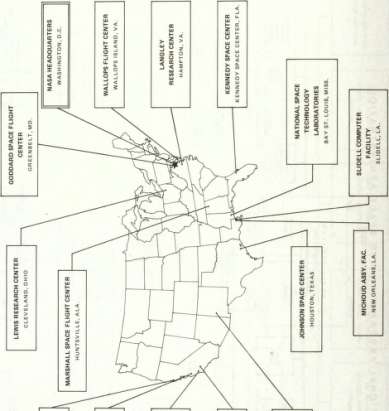 GODDARD SPACE FLIGHT
CENTER
GREENBELT, MD.
NASA HEADQUARTERS
WASHINGTON, D.C.
WALLOPS FLIGHT CENTER
WALLOPS ISLAND, VA.
LANGLEY
RESEARCH CENTER
HAMPTON, VA.
KENNEDY SPACE CENTER
KENNEDY SPACE CENTER, FLA.
NATIONAL SPACE
TECHNOLOGY
LABORATORIES
BAY ST. LOUIS, MISS.
SLIDELL COMPUTER
FACILITY
SLIDELL, LA.
LEWIS RESEARCH CENTER
CLEVELAND, OHIO
MARSHALL SPACE FLIGHT CENTER
HUNTSVILLE, ALA
JOHNSON SPACE CENTER
HOUSTON, TEXAS
MICHOUD ASSY. FAC.
NEW ORLEANS, LA.